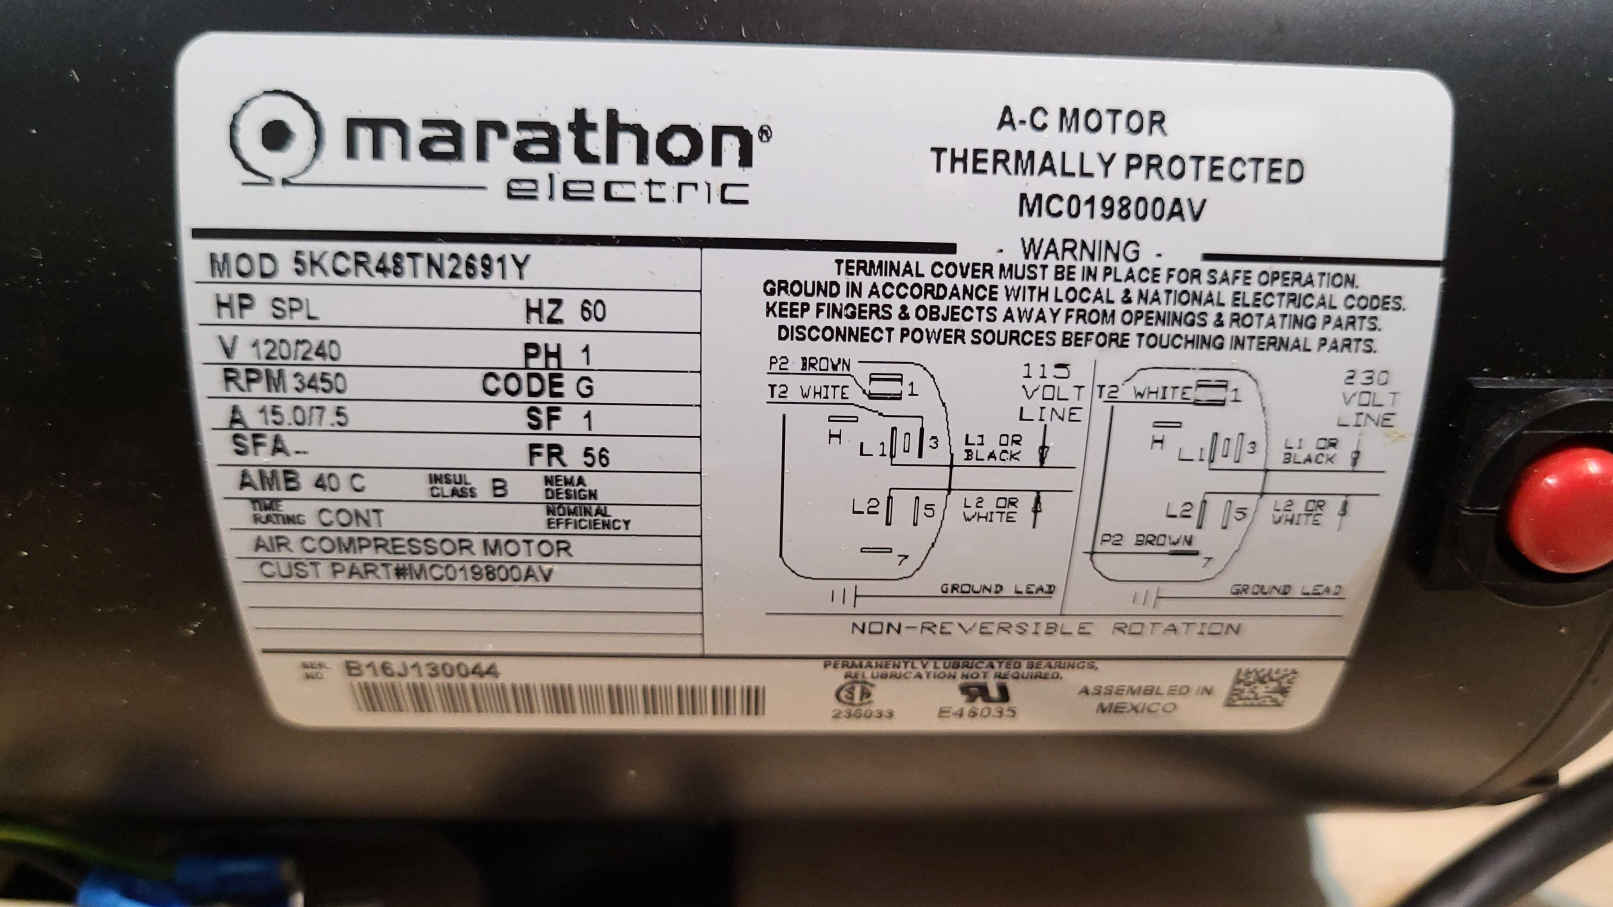 marathon®
electric
A-C MOTOR
THERMALLY PROTECTED
MC019800AV
MOD 5KCR48TN2691Y
HP SPL HZ 60
V 120/240 PH 1
RPM 3450 CODE G
A 15.0/7.5 SF 1
SFA-- FR 56
AMB 40 C INSUL CLASS B NEMA DESIGN
TIME RATING CONT NOMINAL EFFICIENCY
AIR COMPRESSOR MOTOR
CUST PART#MC019800AV
- WARNING -
TERMINAL COVER MUST BE IN PLACE FOR SAFE OPERATION.
GROUND IN ACCORDANCE WITH LOCAL & NATIONAL ELECTRICAL CODES.
KEEP FINGERS & OBJECTS AWAY FROM OPENINGS & ROTATING PARTS.
DISCONNECT POWER SOURCES BEFORE TOUCHING INTERNAL PARTS.
P2 BROWN
T2 WHITE
1
115
VOLT
LINE
H
L1
3
L1 OR
BLACK
L2
5
L2 OR
WHITE
7
GROUND LEAD
T2 WHITE
1
230
VOLT
LINE
H
L1
3
L1 OR
BLACK
L2
5
L2 OR
WHITE
P2 BROWN
7
GROUND LEAD
NON-REVERSIBLE ROTATION
SER. NO B16J130044
PERMANENTLY LUBRICATED BEARINGS,
RELUBRICATION NOT REQUIRED.
236033
E46035
ASSEMBLED IN
MEXICO